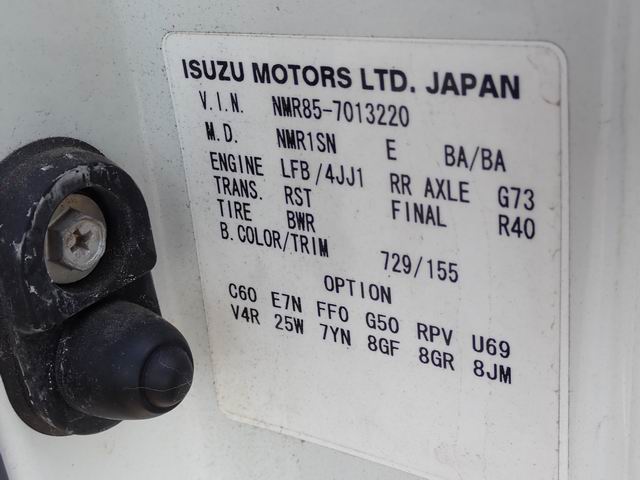 ISUZU MOTORS LTD. JAPAN
V.I.N. NMR85-7013220
M.D. NMR1SN E BA/BA
ENGINE LFB/4JJ1 RR AXLE G73
TRANS. RST FINAL R40
TIRE BWR
B.COLOR/TRIM 729/155
OPTION
C60 E7N FF0 G50 RPV U69
V4R 25W 7YN 8GF 8GR 8JM